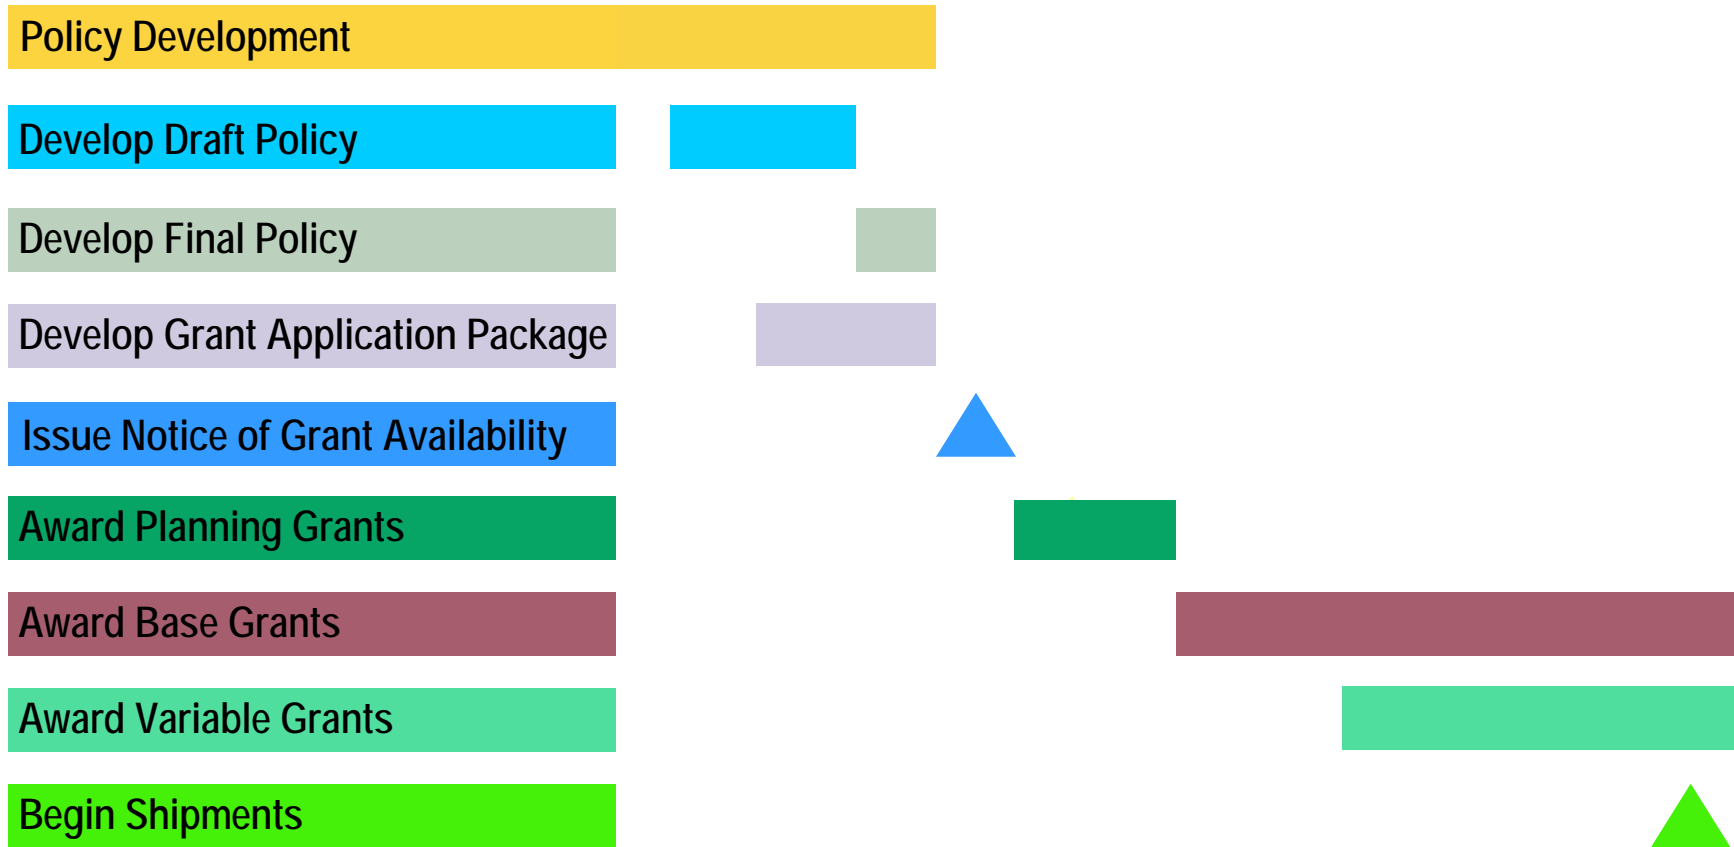 Policy Development
Develop Draft Policy
Develop Final Policy
Develop Grant Application Package
Issue Notice of Grant Availability
Award Planning Grants
Award Base Grants
Award Variable Grants
Begin Shipments